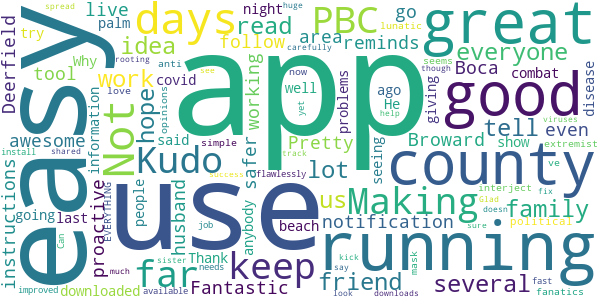 app
easy
use
county
running
great
good
days
Making
PBC
Kudo
far
keep
Not
idea
hope
work
read
follow
reminds
everyone
tell
even
lot
us
family
friend
several
notification
Broward
Boca
combat
Deerfield
live
palm
night
area
go
try
Why
tool
covid
awesome
information
instructions
proactive
going
last
downloaded
said
people
husband
Thank
Fantastic
safer
working
anybody
beach
Pretty
problems
well
ago
He
giving
seeing
show
disease
spread
huge
rooting
carefully
lunatic
anti
see
now
yet
help
opinions
love
though
seems
viruses
extremist
install
shared
EVERYTHING
simple
track
success
flawlessly
interject
ve
fix
Glad
doesn
political
sure
fanatics
fast
Can
sister
job
needs
improved
much
available
mask
kick
say
look
downloads